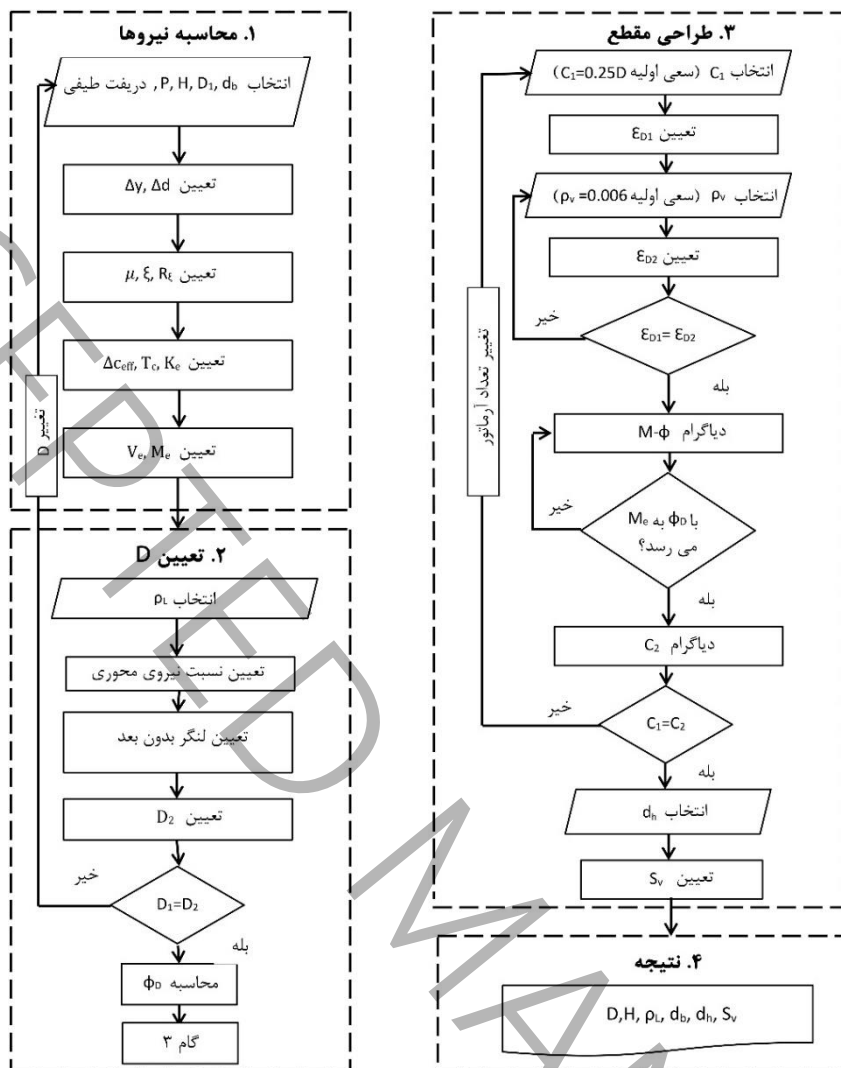 ۱. محاسبه نیروها
انتخاب P, H, D₁, d_b , دریفت طیفی
تعیین Δy, Δd
تعیین μ, ξ, R_ξ
تعیین Δc_eff, T_c, K_e
تعیین V_e, M_e
تغییر D
۲. تعیین D
انتخاب ρ_L
تعیین نسبت نیروی محوری
تعیین لنگر بدون بعد
تعیین D₂
D₁=D₂
خیر
بله
محاسبه ϕ_D
گام ۳
۳. طراحی مقطع
انتخاب C₁ (سعی اولیه C₁=0.25D)
تعیین ε_D1
انتخاب ρ_v (سعی اولیه ρ_v=0.006)
تعیین ε_D2
ε_D1= ε_D2
خیر
بله
دیاگرام M-ϕ
با ϕ_D به M_e
می رسد؟
خیر
بله
دیاگرام C₂
C₁=C₂
خیر
بله
تغییر تعداد آرماتور
انتخاب d_h
تعیین S_v
۴. نتیجه
D,H, ρ_L, d_b, d_h, S_v